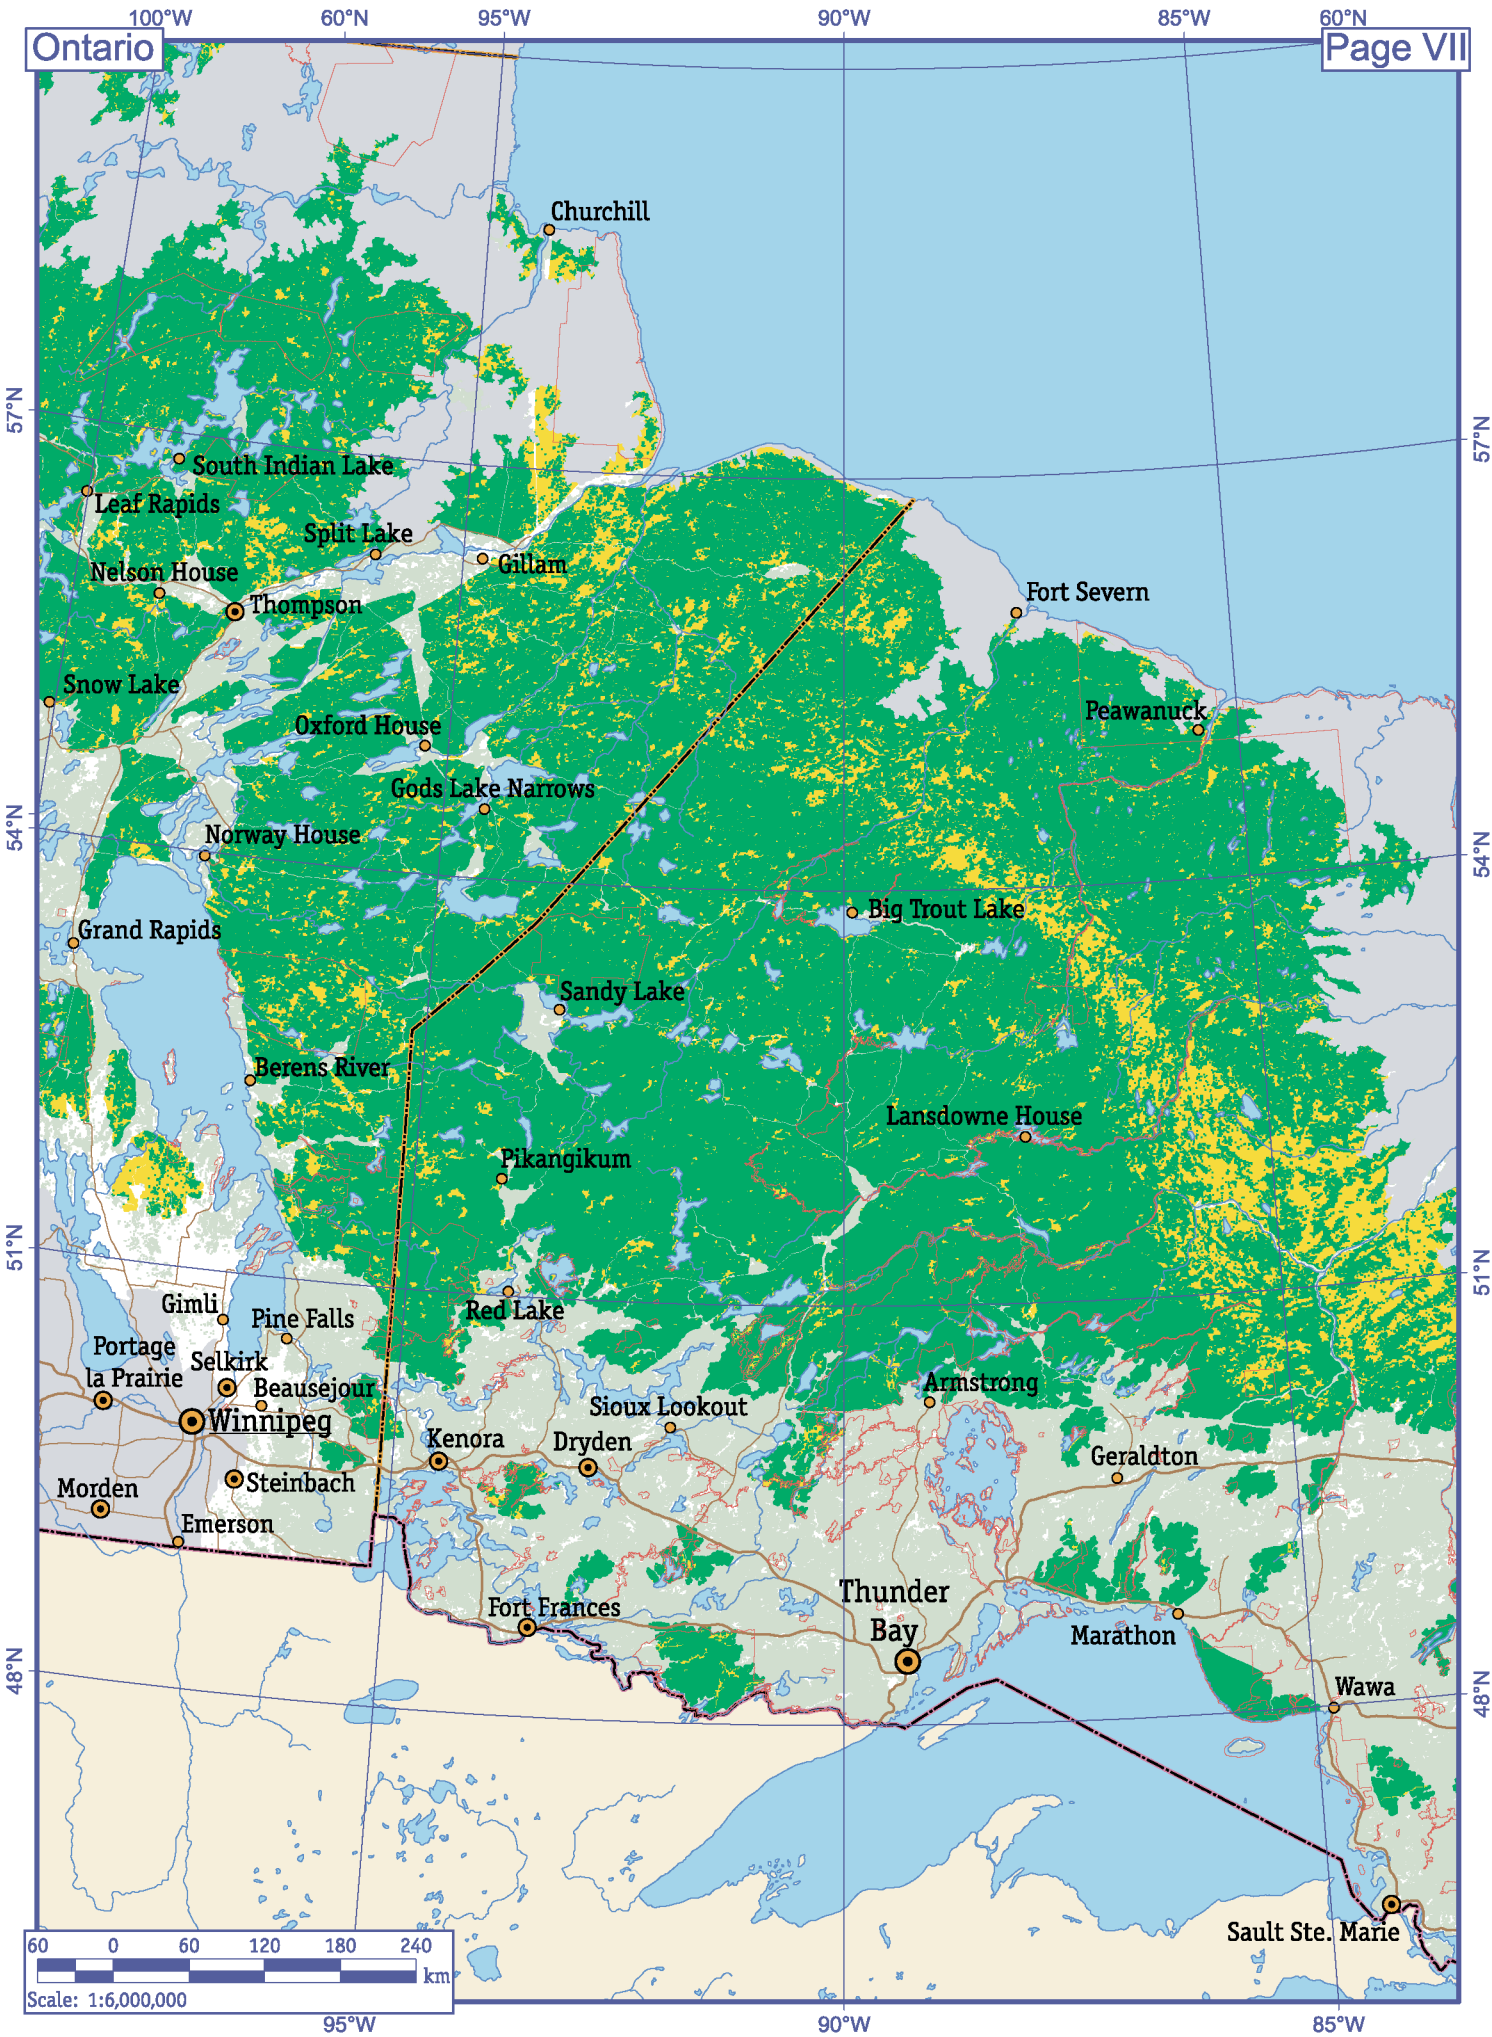 100°W 60°N 95°W 90°W 85°W 60°N
Ontario
Page VII
Churchill
57°N
57°N
South Indian Lake
Leaf Rapids
Split Lake
Gillam
Nelson House
Thompson
Fort Severn
Snow Lake
Oxford House
Peawanuck
Gods Lake Narrows
54°N
Norway House
54°N
Big Trout Lake
Grand Rapids
Sandy Lake
Berens River
Lansdowne House
Pikangikum
51°N
51°N
Gimli
Pine Falls
Red Lake
Portage
la Prairie
Selkirk
Beausejour
Armstrong
Winnipeg
Sioux Lookout
Kenora
Dryden
Geraldton
Morden
Steinbach
Emerson
Thunder
Bay
Fort Frances
Marathon
48°N
Wawa
48°N
Sault Ste. Marie
60 0 60 120 180 240
km
Scale: 1:6,000,000
95°W 90°W 85°W